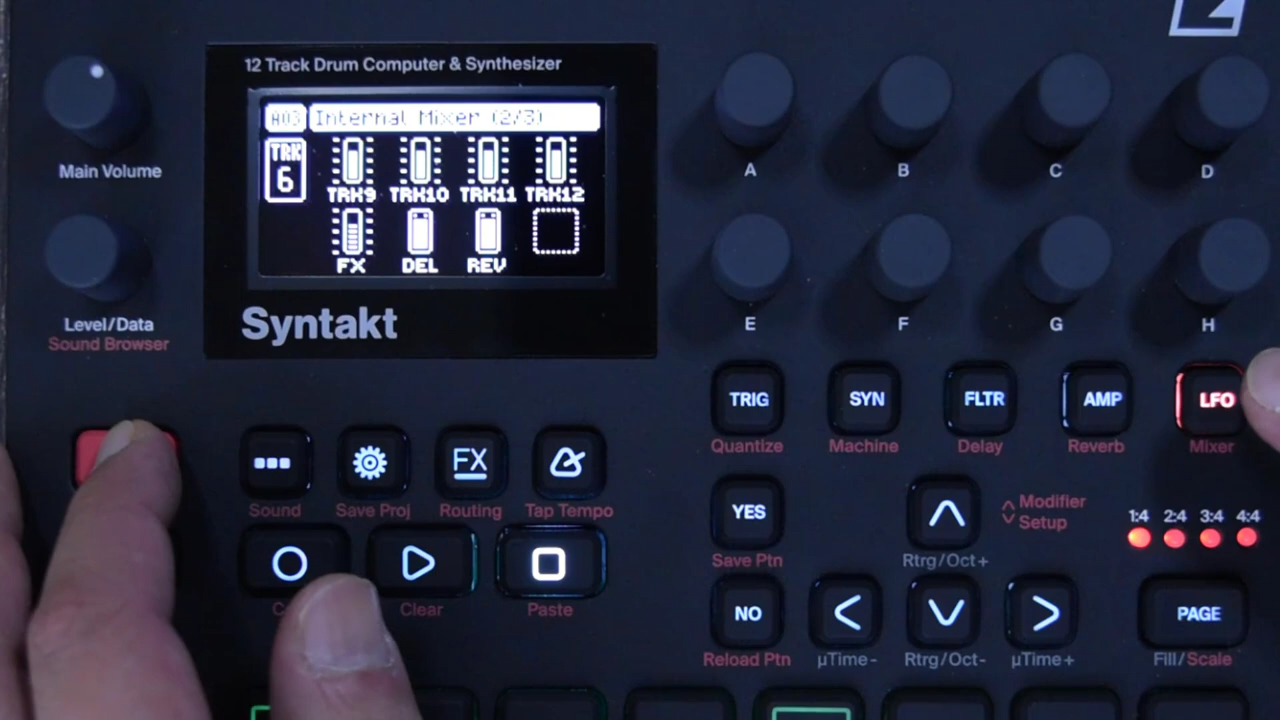 12 Track Drum Computer & Synthesizer
A03 Internal Mixer (2/3)
TRK 6
TRK9 TRK10 TRK11 TRK12
FX DEL REV
Syntakt
Main Volume
Level/Data
Sound Browser
A B C D
E F G H
TRIG SYN FLTR AMP LFO
Quantize Machine Delay Reverb Mixer
FX
Sound Save Proj Routing Tap Tempo
Clear Paste
YES
Save Ptn
Rtrg/Oct+
Modifier
Setup
1:4 2:4 3:4 4:4
NO PAGE
Reload Ptn µTime- Rtrg/Oct- µTime+ Fill/Scale